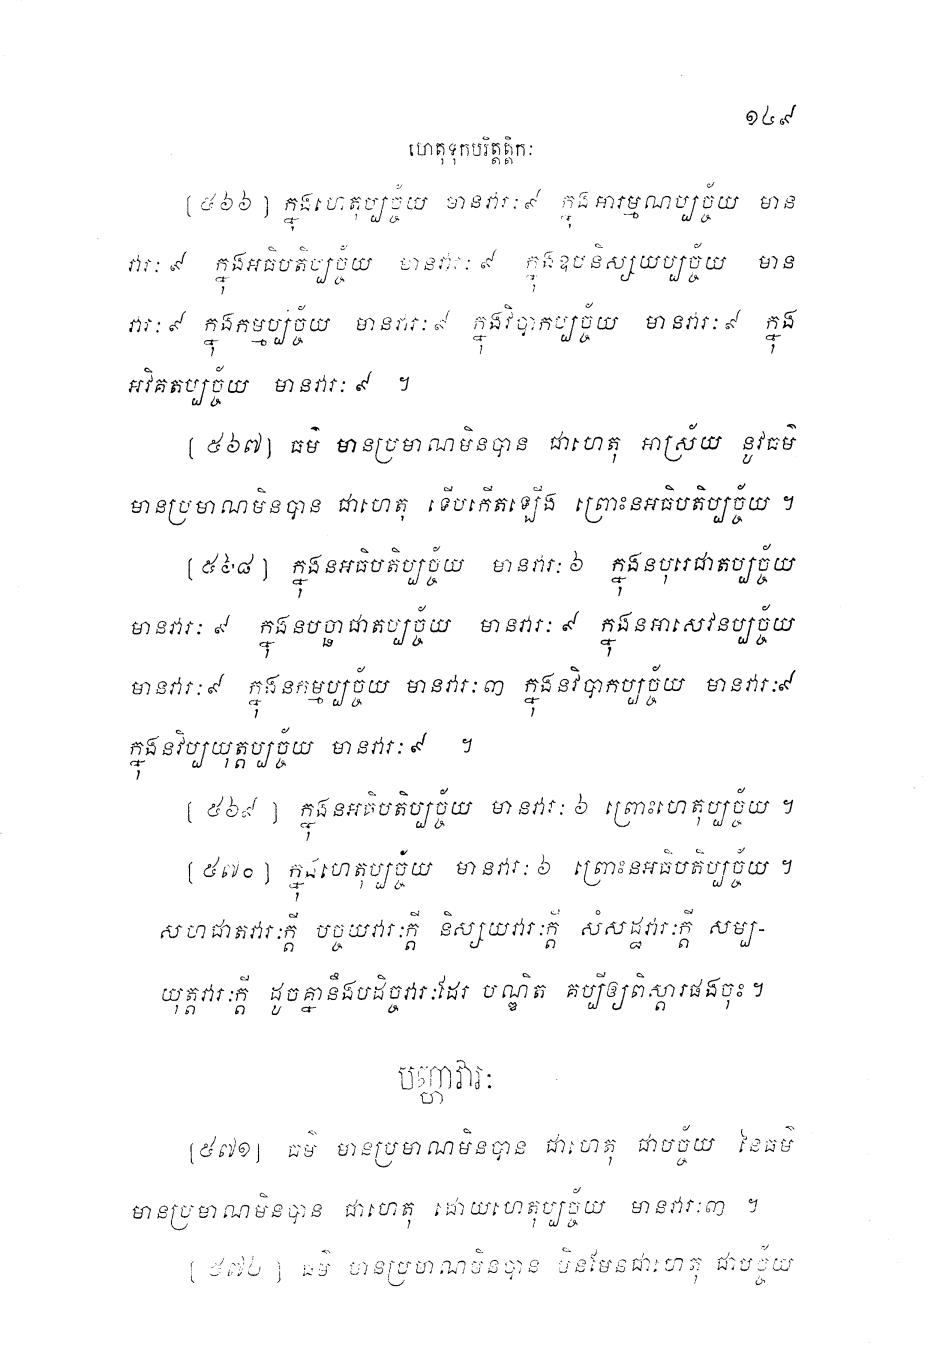 ១៤៩
ហេតុទុកបរិត្តត្តិកៈ
[៥៦៦] ក្នុងហេតុប្បច្ច័យ មានវារៈ៩ ក្នុងអារម្មណប្បច្ច័យ មាន
វារៈ ៩ ក្នុងអធិបតិប្បច្ច័យ មានវារៈ ៩ ក្នុងឧបនិស្សយប្បច្ច័យ មាន
វារៈ ៩ ក្នុងកម្មប្បច្ច័យ មានវារៈ ៩ ក្នុងវិបាកប្បច្ច័យ មានវារៈ ៩ ក្នុង
អវិគតប្បច្ច័យ មានវារៈ ៩ ។
[៥៦៧] ធម៌ មានប្រមាណមិនបាន ជាហេតុ អាស្រ័យ នូវធម៌
មានប្រមាណមិនបាន ជាហេតុ ទើបកើតឡើង ព្រោះនអធិបតិប្បច្ច័យ ។
[៥៦៨] ក្នុងនអធិបតិប្បច្ច័យ មានវារៈ ៦ ក្នុងនបុរេជាតប្បច្ច័យ
មានវារៈ ៩ ក្នុងនបច្ឆាជាតប្បច្ច័យ មានវារៈ ៩ ក្នុងនអាសេវនប្បច្ច័យ
មានវារៈ ៩ ក្នុងនកម្មប្បច្ច័យ មានវារៈ ៣ ក្នុងនវិបាកប្បច្ច័យ មានវារៈ៩
ក្នុងនវិប្បយុត្តប្បច្ច័យ មានវារៈ ៩ ។
[៥៦៩] ក្នុងនអធិបតិប្បច្ច័យ មានវារៈ ៦ ព្រោះហេតុប្បច្ច័យ ។
[៥៧០] ក្នុងហេតុប្បច្ច័យ មានវារៈ ៦ ព្រោះនអធិបតិប្បច្ច័យ ។
សហជាតវារៈក្តី បច្ចយវារៈក្តី និស្សយវារៈក្តី សំសដ្ឋវារៈក្តី សម្ប-
យុត្តវារៈក្តី ដូចគ្នានឹងបដិច្ចវារៈដែរ បណ្ឌិត គប្បីឲ្យពិស្តារផងចុះ ។
បញ្ហាវារៈ
[៥៧១] ធម៌ មានប្រមាណមិនបាន ជាហេតុ ជាបច្ច័យ នៃធម៌
មានប្រមាណមិនបាន ជាហេតុ ដោយហេតុប្បច្ច័យ មានវារៈ៣ ។
[៥៧២] ធម៌ មានប្រមាណមិនបាន មិនមែនជាហេតុ ជាបច្ច័យ